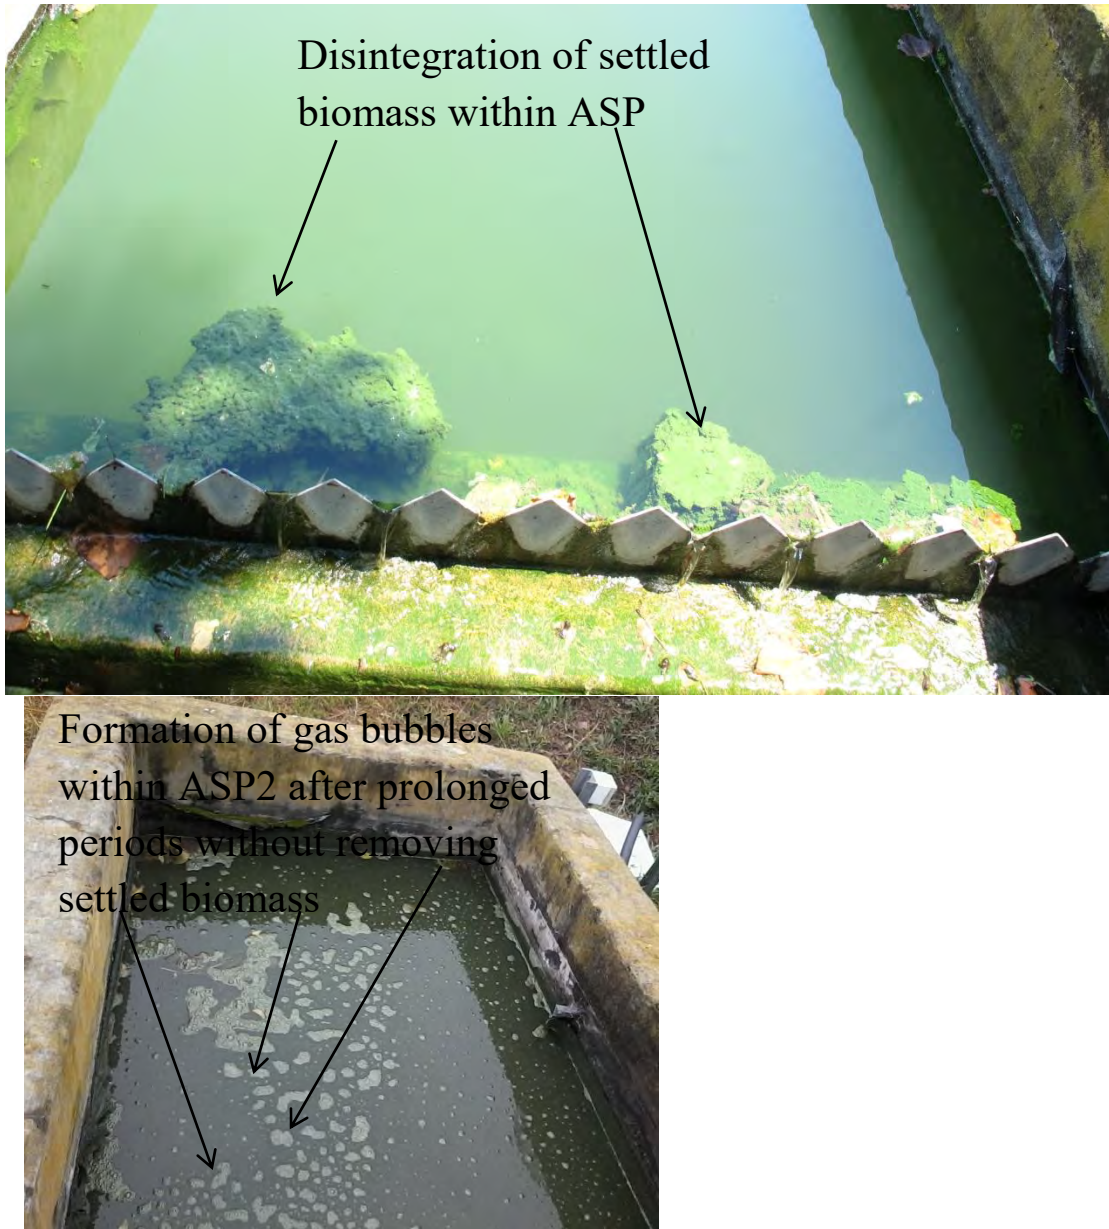 Disintegration of settled
biomass within ASP
Formation of gas bubbles
within ASP2 after prolonged
periods without removing
settled biomass